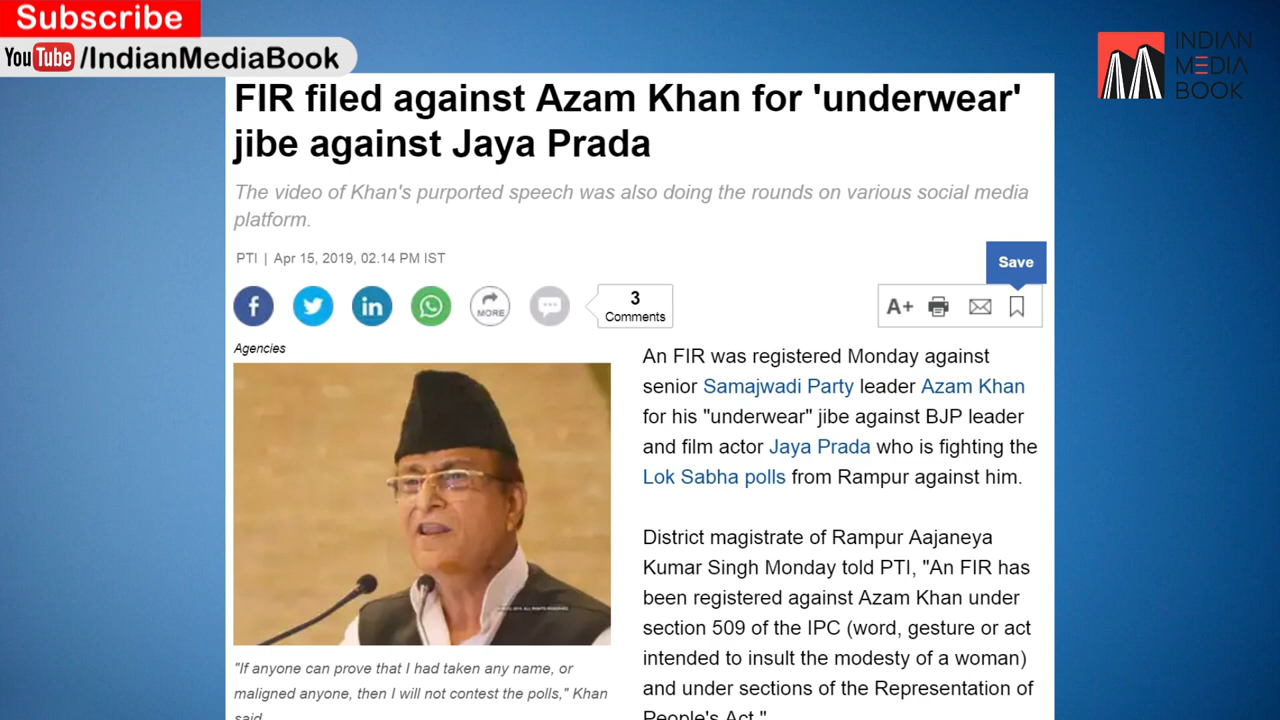 Subscribe
YouTube /IndianMediaBook
INDIAN
MEDIA
BOOK
FIR filed against Azam Khan for 'underwear'
jibe against Jaya Prada
The video of Khan's purported speech was also doing the rounds on various social media
platform.
PTI | Apr 15, 2019, 02.14 PM IST
Save
MORE
3
Comments
A+
Agencies
"If anyone can prove that I had taken any name, or
maligned anyone, then I will not contest the polls," Khan
said.
An FIR was registered Monday against
senior Samajwadi Party leader Azam Khan
for his "underwear" jibe against BJP leader
and film actor Jaya Prada who is fighting the
Lok Sabha polls from Rampur against him.
District magistrate of Rampur Aajaneya
Kumar Singh Monday told PTI, "An FIR has
been registered against Azam Khan under
section 509 of the IPC (word, gesture or act
intended to insult the modesty of a woman)
and under sections of the Representation of
People's Act."